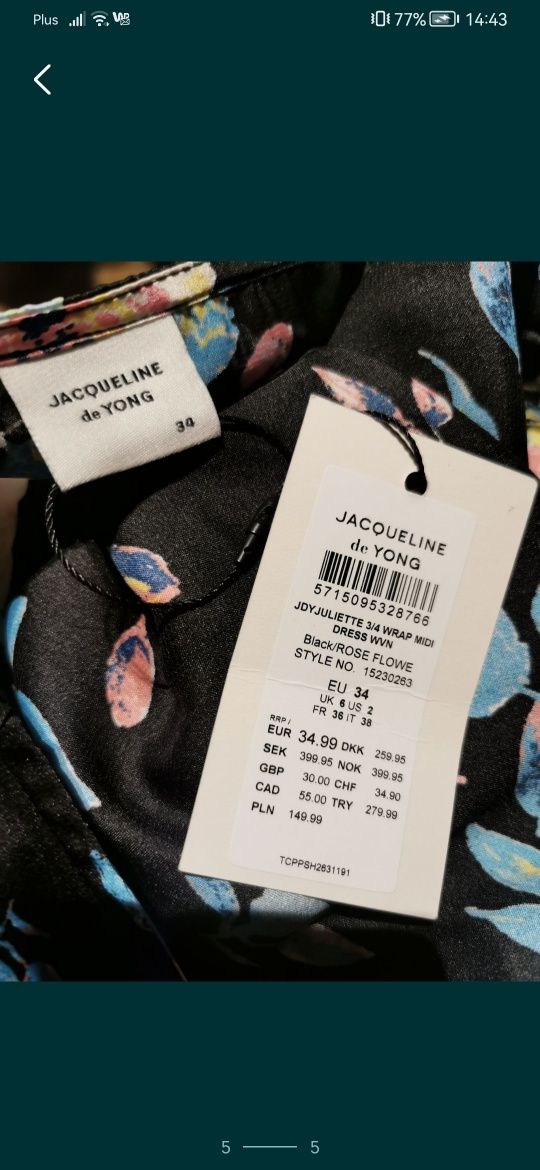 Plus 77% 14:43
JACQUELINE
de YONG
34
JACQUELINE
de YONG
5715095328766
JDYJULIETTE 3/4 WRAP MIDI
DRESS WVN
Black/ROSE FLOWE
STYLE NO. 15230263
EU 34
UK 6 US 2
FR 36 IT 38
RRP/
EUR 34.99 DKK 259.95
SEK 399.95 NOK 399.95
GBP 30.00 CHF 34.90
CAD 55.00 TRY 279.99
PLN 149.99
TCPPSH2631191
5 5